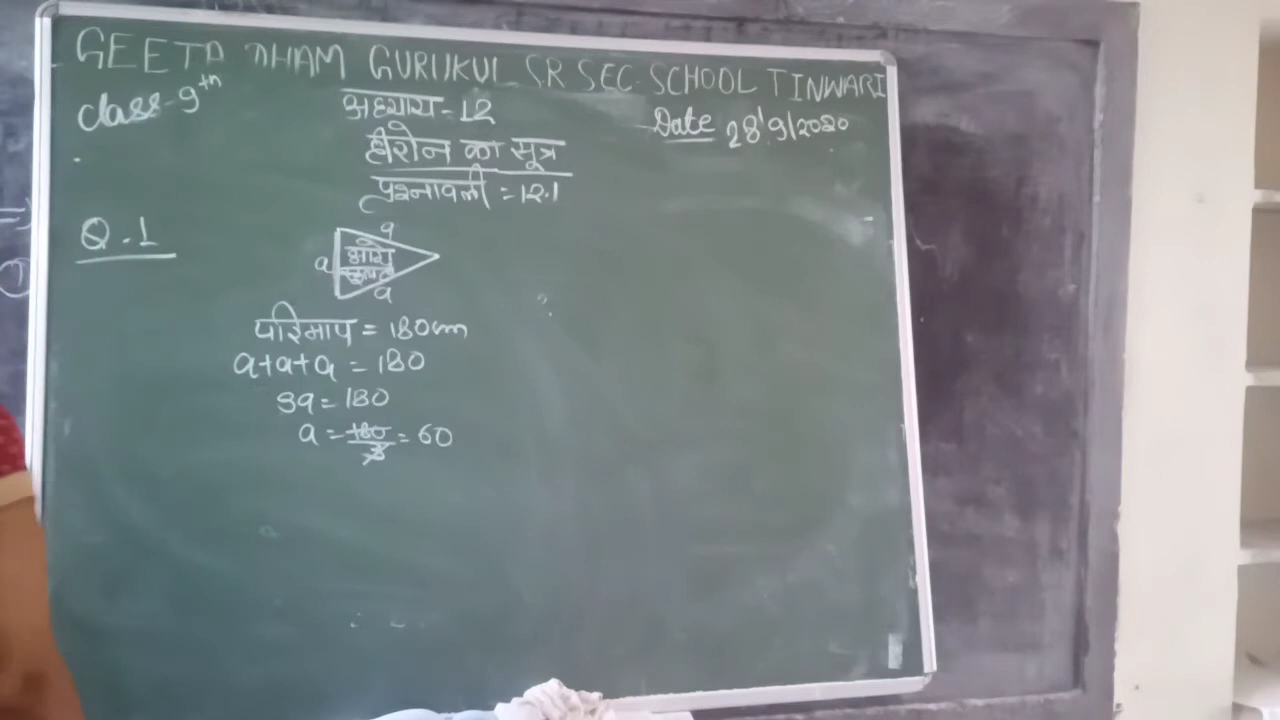 GEETA DHAM GURUKUL SR SEC. SCHOOL TINWARI
Class-9th
अध्याय-12
Date 28/9/2020
हीरोन का सूत्र
प्रश्नावली = 12.1
Q.1
a
a
a
परिमाप = 180cm
a+a+a = 180
3a = 180
a = 180/3 = 60